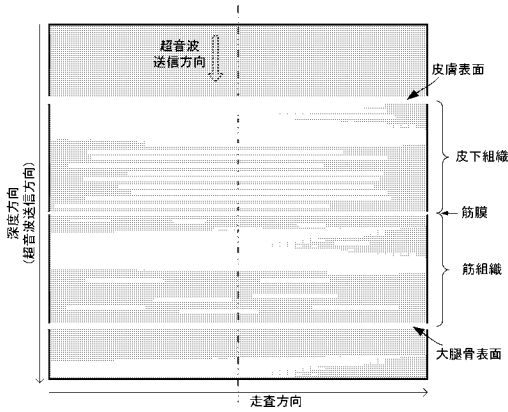 超音波
送信方向
皮膚表面
皮下組織
筋膜
筋組織
大腿骨表面
深度方向
(超音波送信方向)
走査方向